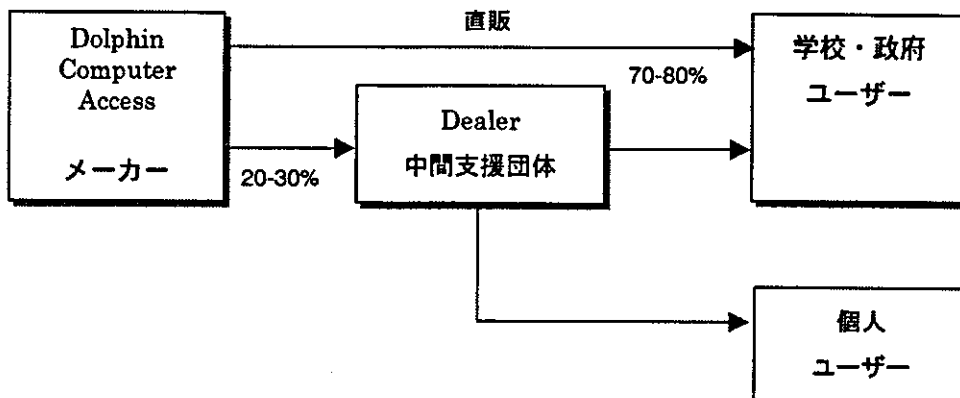 Dolphin
Computer
Access
メーカー
直販
70-80%
20-30%
Dealer
中間支援団体
学校・政府
ユーザー
個人
ユーザー